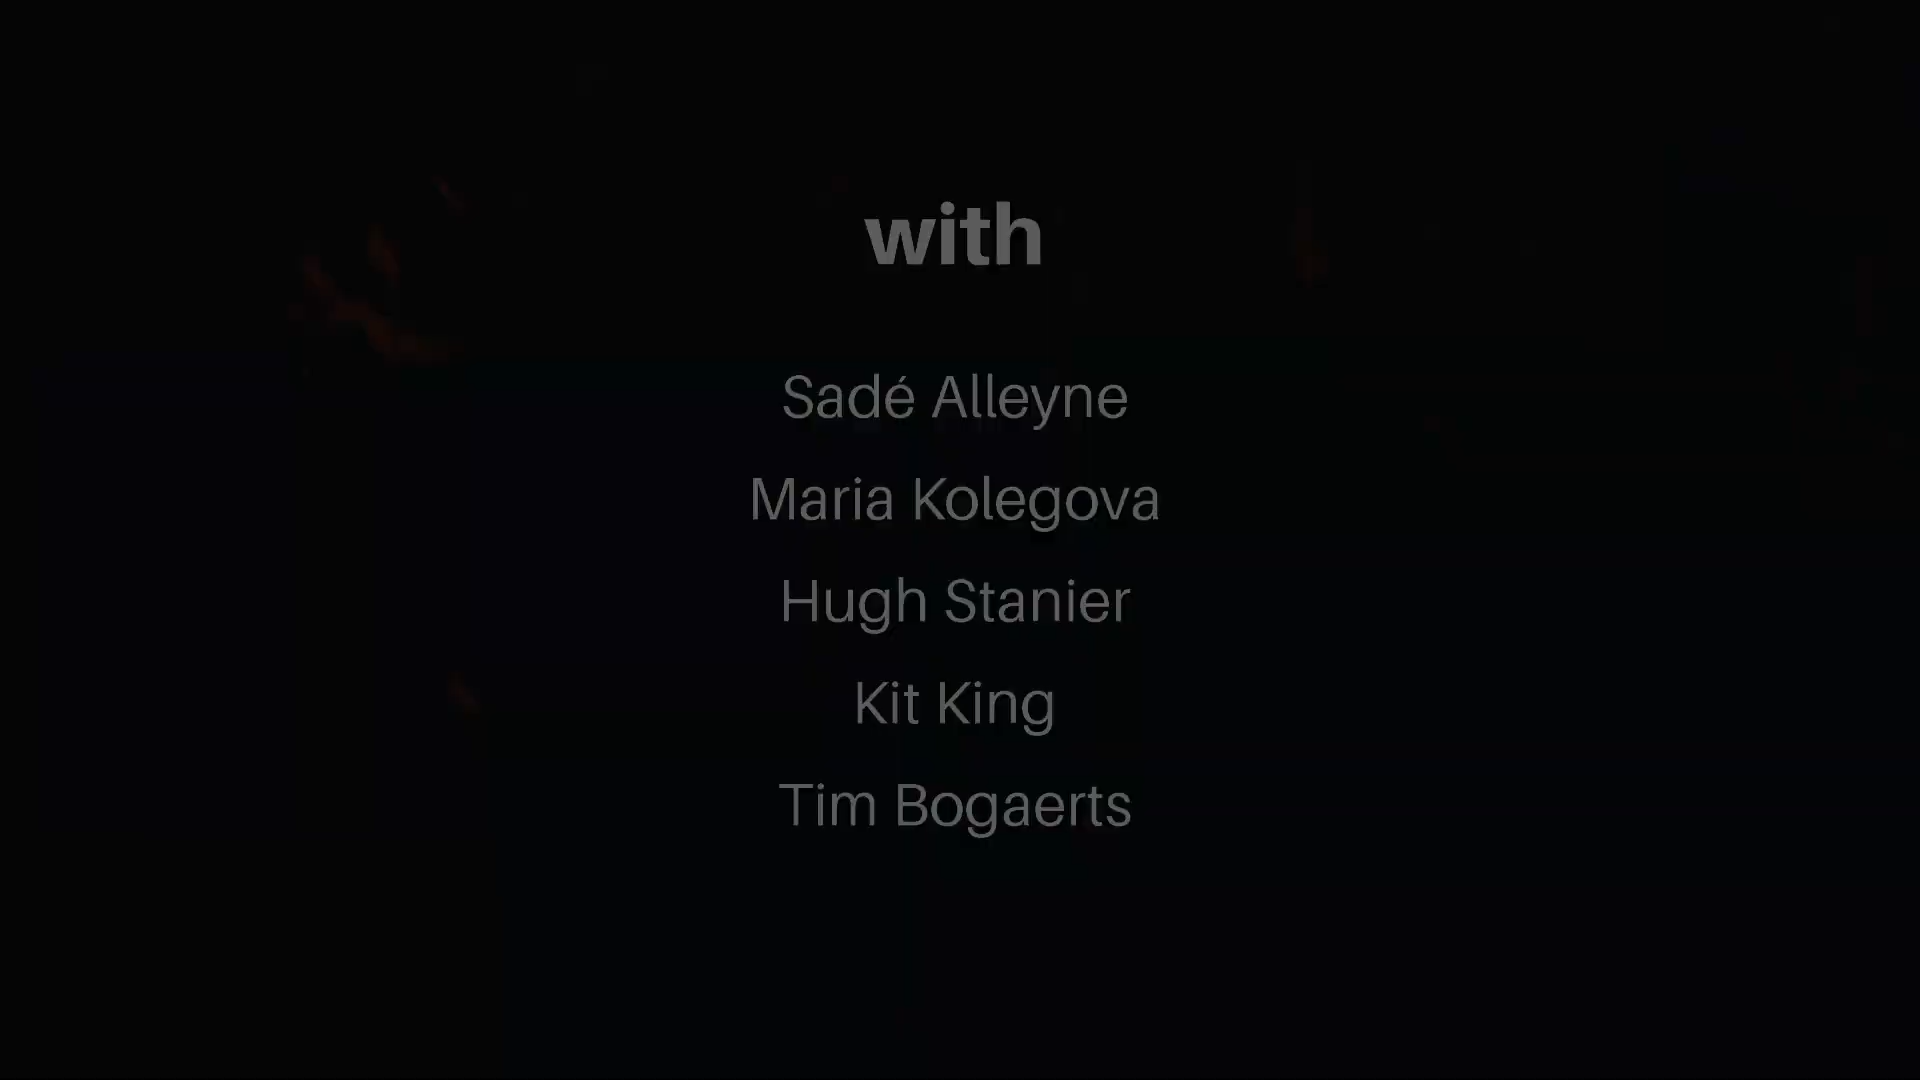 with
Sadé Alleyne
Maria Kolegova
Hugh Stanier
Kit King
Tim Bogaerts